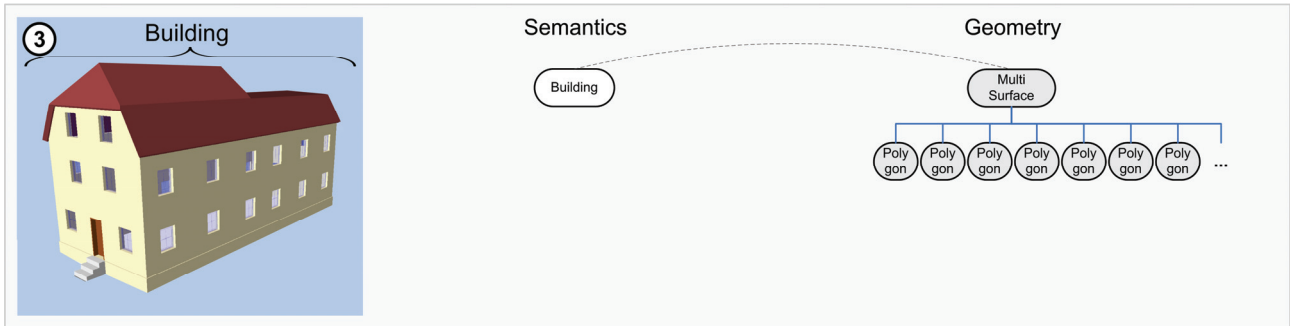 3
Building
Semantics
Geometry
Building
Multi
Surface
Poly
gon
Poly
gon
Poly
gon
Poly
gon
Poly
gon
Poly
gon
Poly
gon
...